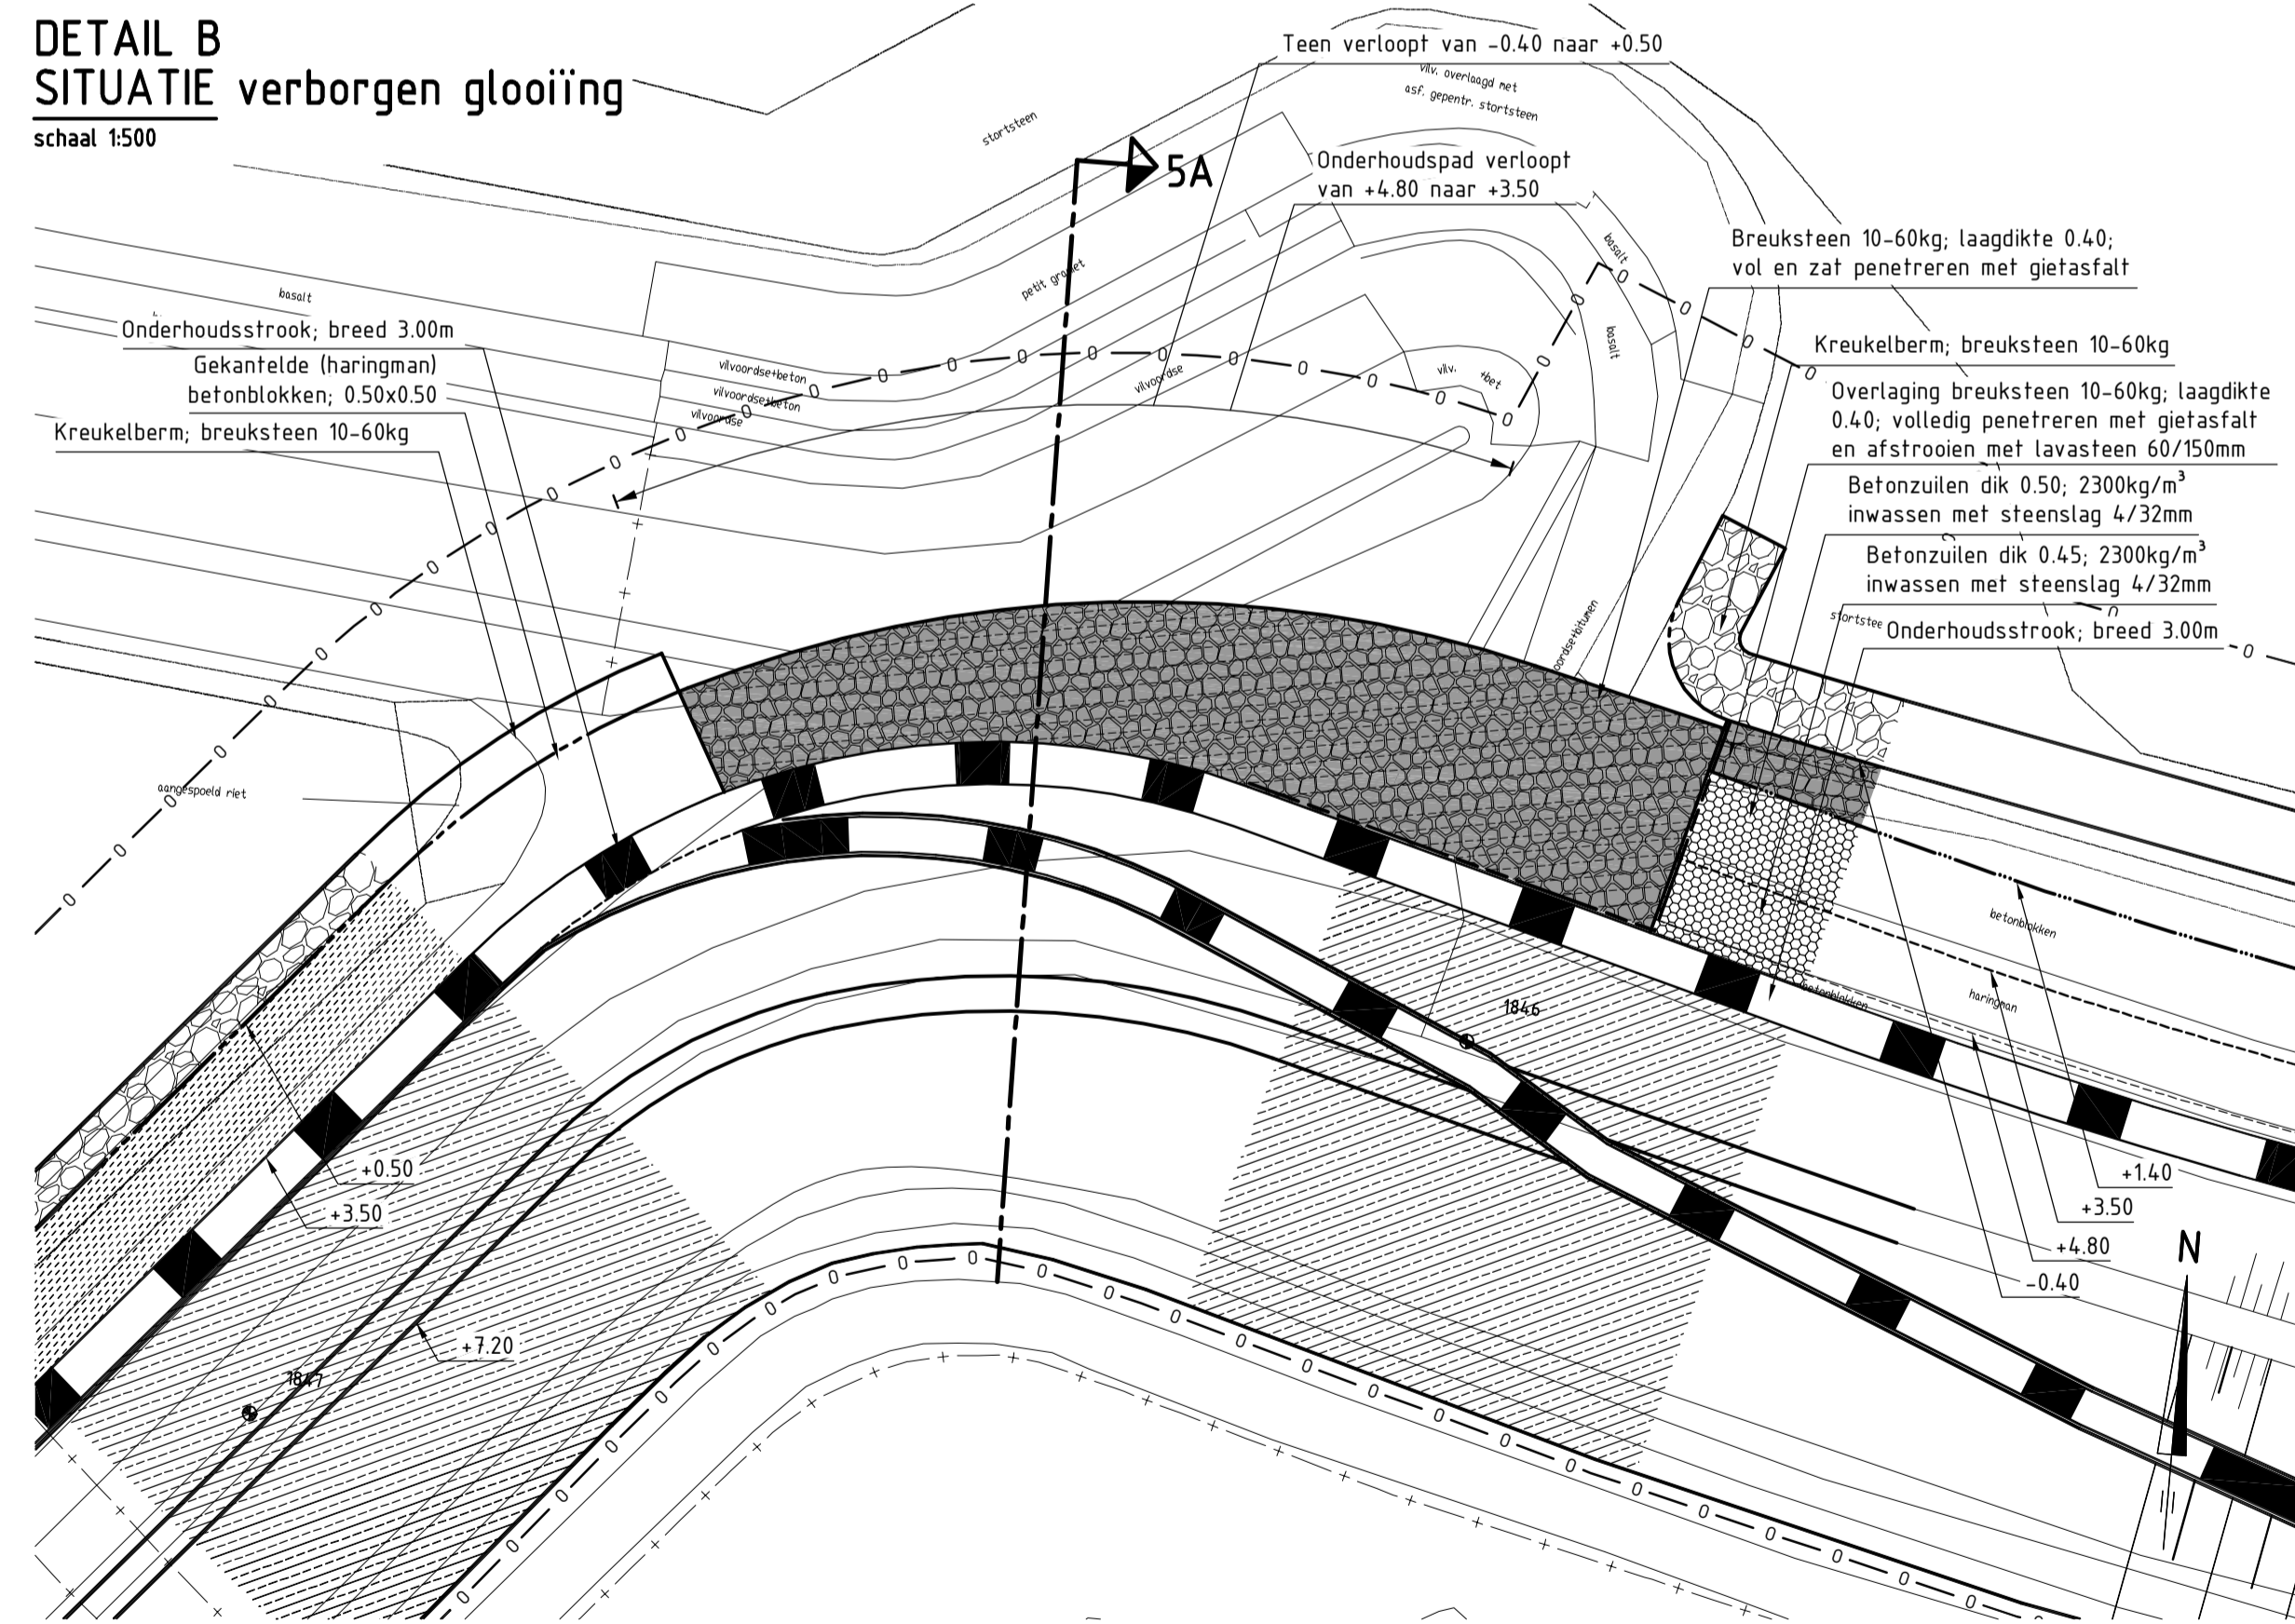 DETAIL B
SITUATIE verborgen glooiïng
schaal 1:500
Teen verloopt van -0.40 naar +0.50
vilv. overlaagd met
asf. gepentr. stortsteen
stortsteen
5A
Onderhoudspad verloopt
van +4.80 naar +3.50
basalt
Breuksteen 10-60kg; laagdikte 0.40;
vol en zat penetreren met gietasfalt
petit graniet
basalt
Onderhoudsstrook; breed 3.00m
basalt
Kreukelberm; breuksteen 10-60kg
Gekantelde (haringman)
betonblokken; 0.50x0.50
vilvoordse+beton
vilvoordse+beton
vilvoordse
vilvoordse
vilv. +bet
Overlaging breuksteen 10-60kg; laagdikte
0.40; volledig penetreren met gietasfalt
en afstrooien met lavasteen 60/150mm
Kreukelberm; breuksteen 10-60kg
Betonzuilen dik 0.50; 2300kg/m³
inwassen met steenslag 4/32mm
Betonzuilen dik 0.45; 2300kg/m³
inwassen met steenslag 4/32mm
stortstee
Onderhoudsstrook; breed 3.00m
oordse+bitumen
aangespoeld riet
betonblokken
betonblokken
haringman
1846
+0.50
+3.50
+1.40
+3.50
+4.80
-0.40
N
+7.20
1847